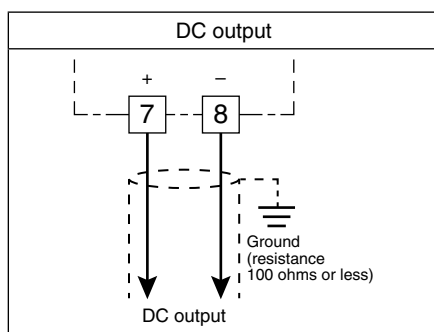 DC output
+ −
7 8
Ground
(resistance
100 ohms or less)
DC output